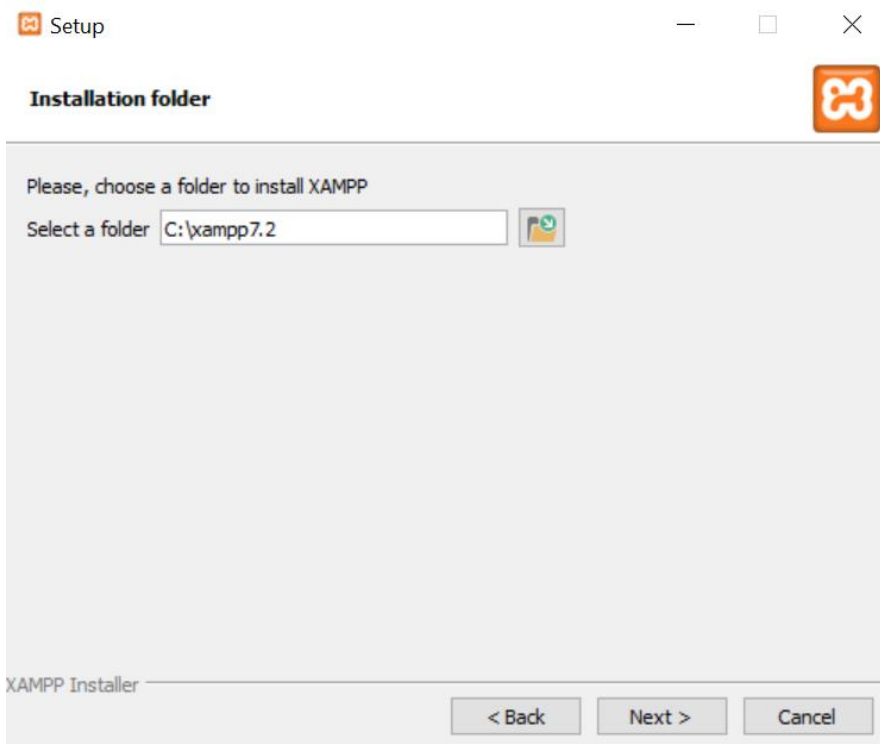 Setup
Installation folder
Please, choose a folder to install XAMPP
Select a folder C:\xampp7.2
XAMPP Installer
< Back Next > Cancel